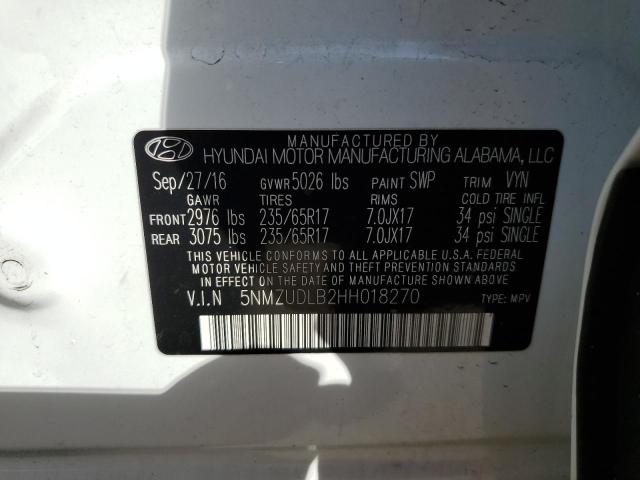 MANUFACTURED BY
HYUNDAI MOTOR MANUFACTURING ALABAMA, LLC
Sep/27/16 GVWR 5026 lbs PAINT SWP TRIM VYN
GAWR TIRES RIMS COLD TIRE INFL
FRONT 2976 lbs 235/65R17 7.0JX17 34 psi SINGLE
REAR 3075 lbs 235/65R17 7.0JX17 34 psi SINGLE
THIS VEHICLE CONFORMS TO ALL APPLICABLE U.S.A. FEDERAL
MOTOR VEHICLE SAFETY, BUMPER, AND THEFT PREVENTION
STANDARDS IN EFFECT ON THE DATE OF MANUFACTURE SHOWN ABOVE.
V.I.N 5NMZUDLB2HH018270 TYPE: MPV